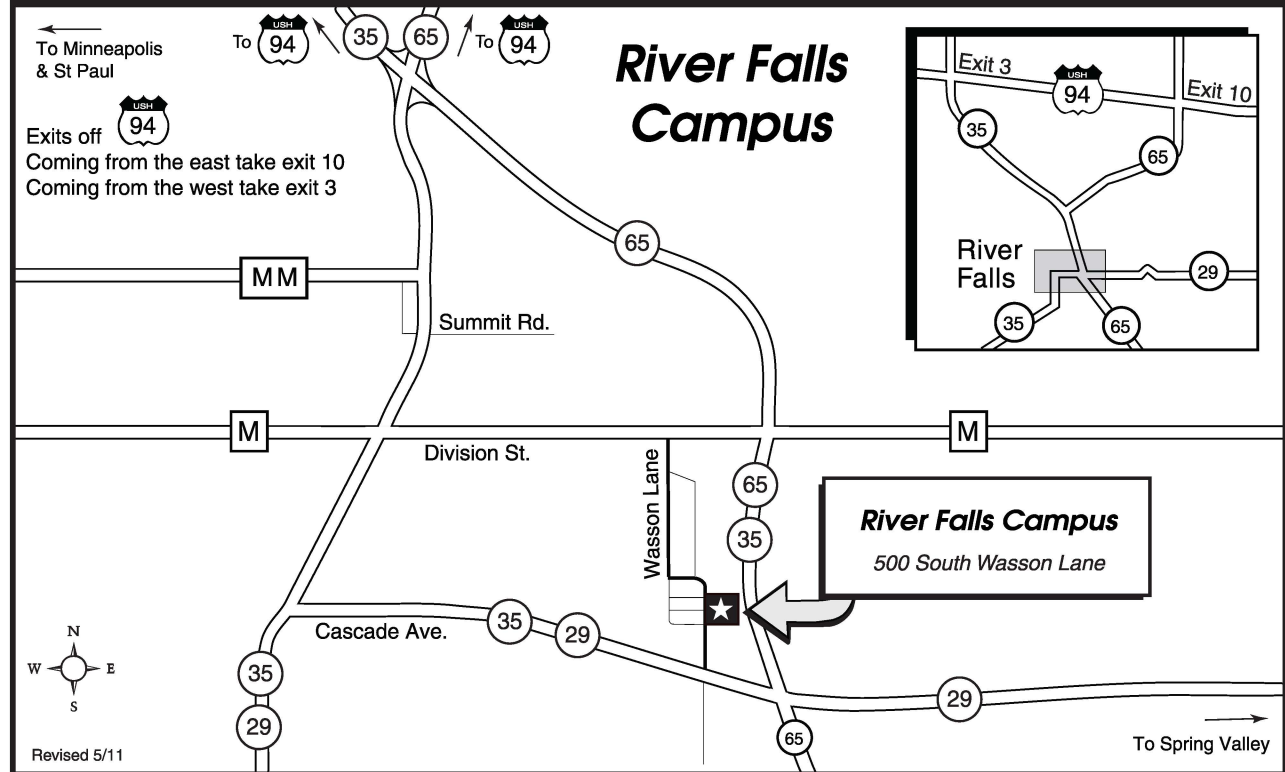 To Minneapolis
& St Paul
To
USH
94
35
65
To
USH
94
River Falls
Campus
Exits off
USH
94
Coming from the east take exit 10
Coming from the west take exit 3
Exit 3
USH
94
Exit 10
35
65
River
Falls
29
35
65
65
MM
Summit Rd.
M
M
Division St.
Wasson Lane
65
35
River Falls Campus
500 South Wasson Lane
Cascade Ave.
35
29
N
W
E
S
35
29
29
65
To Spring Valley
Revised 5/11